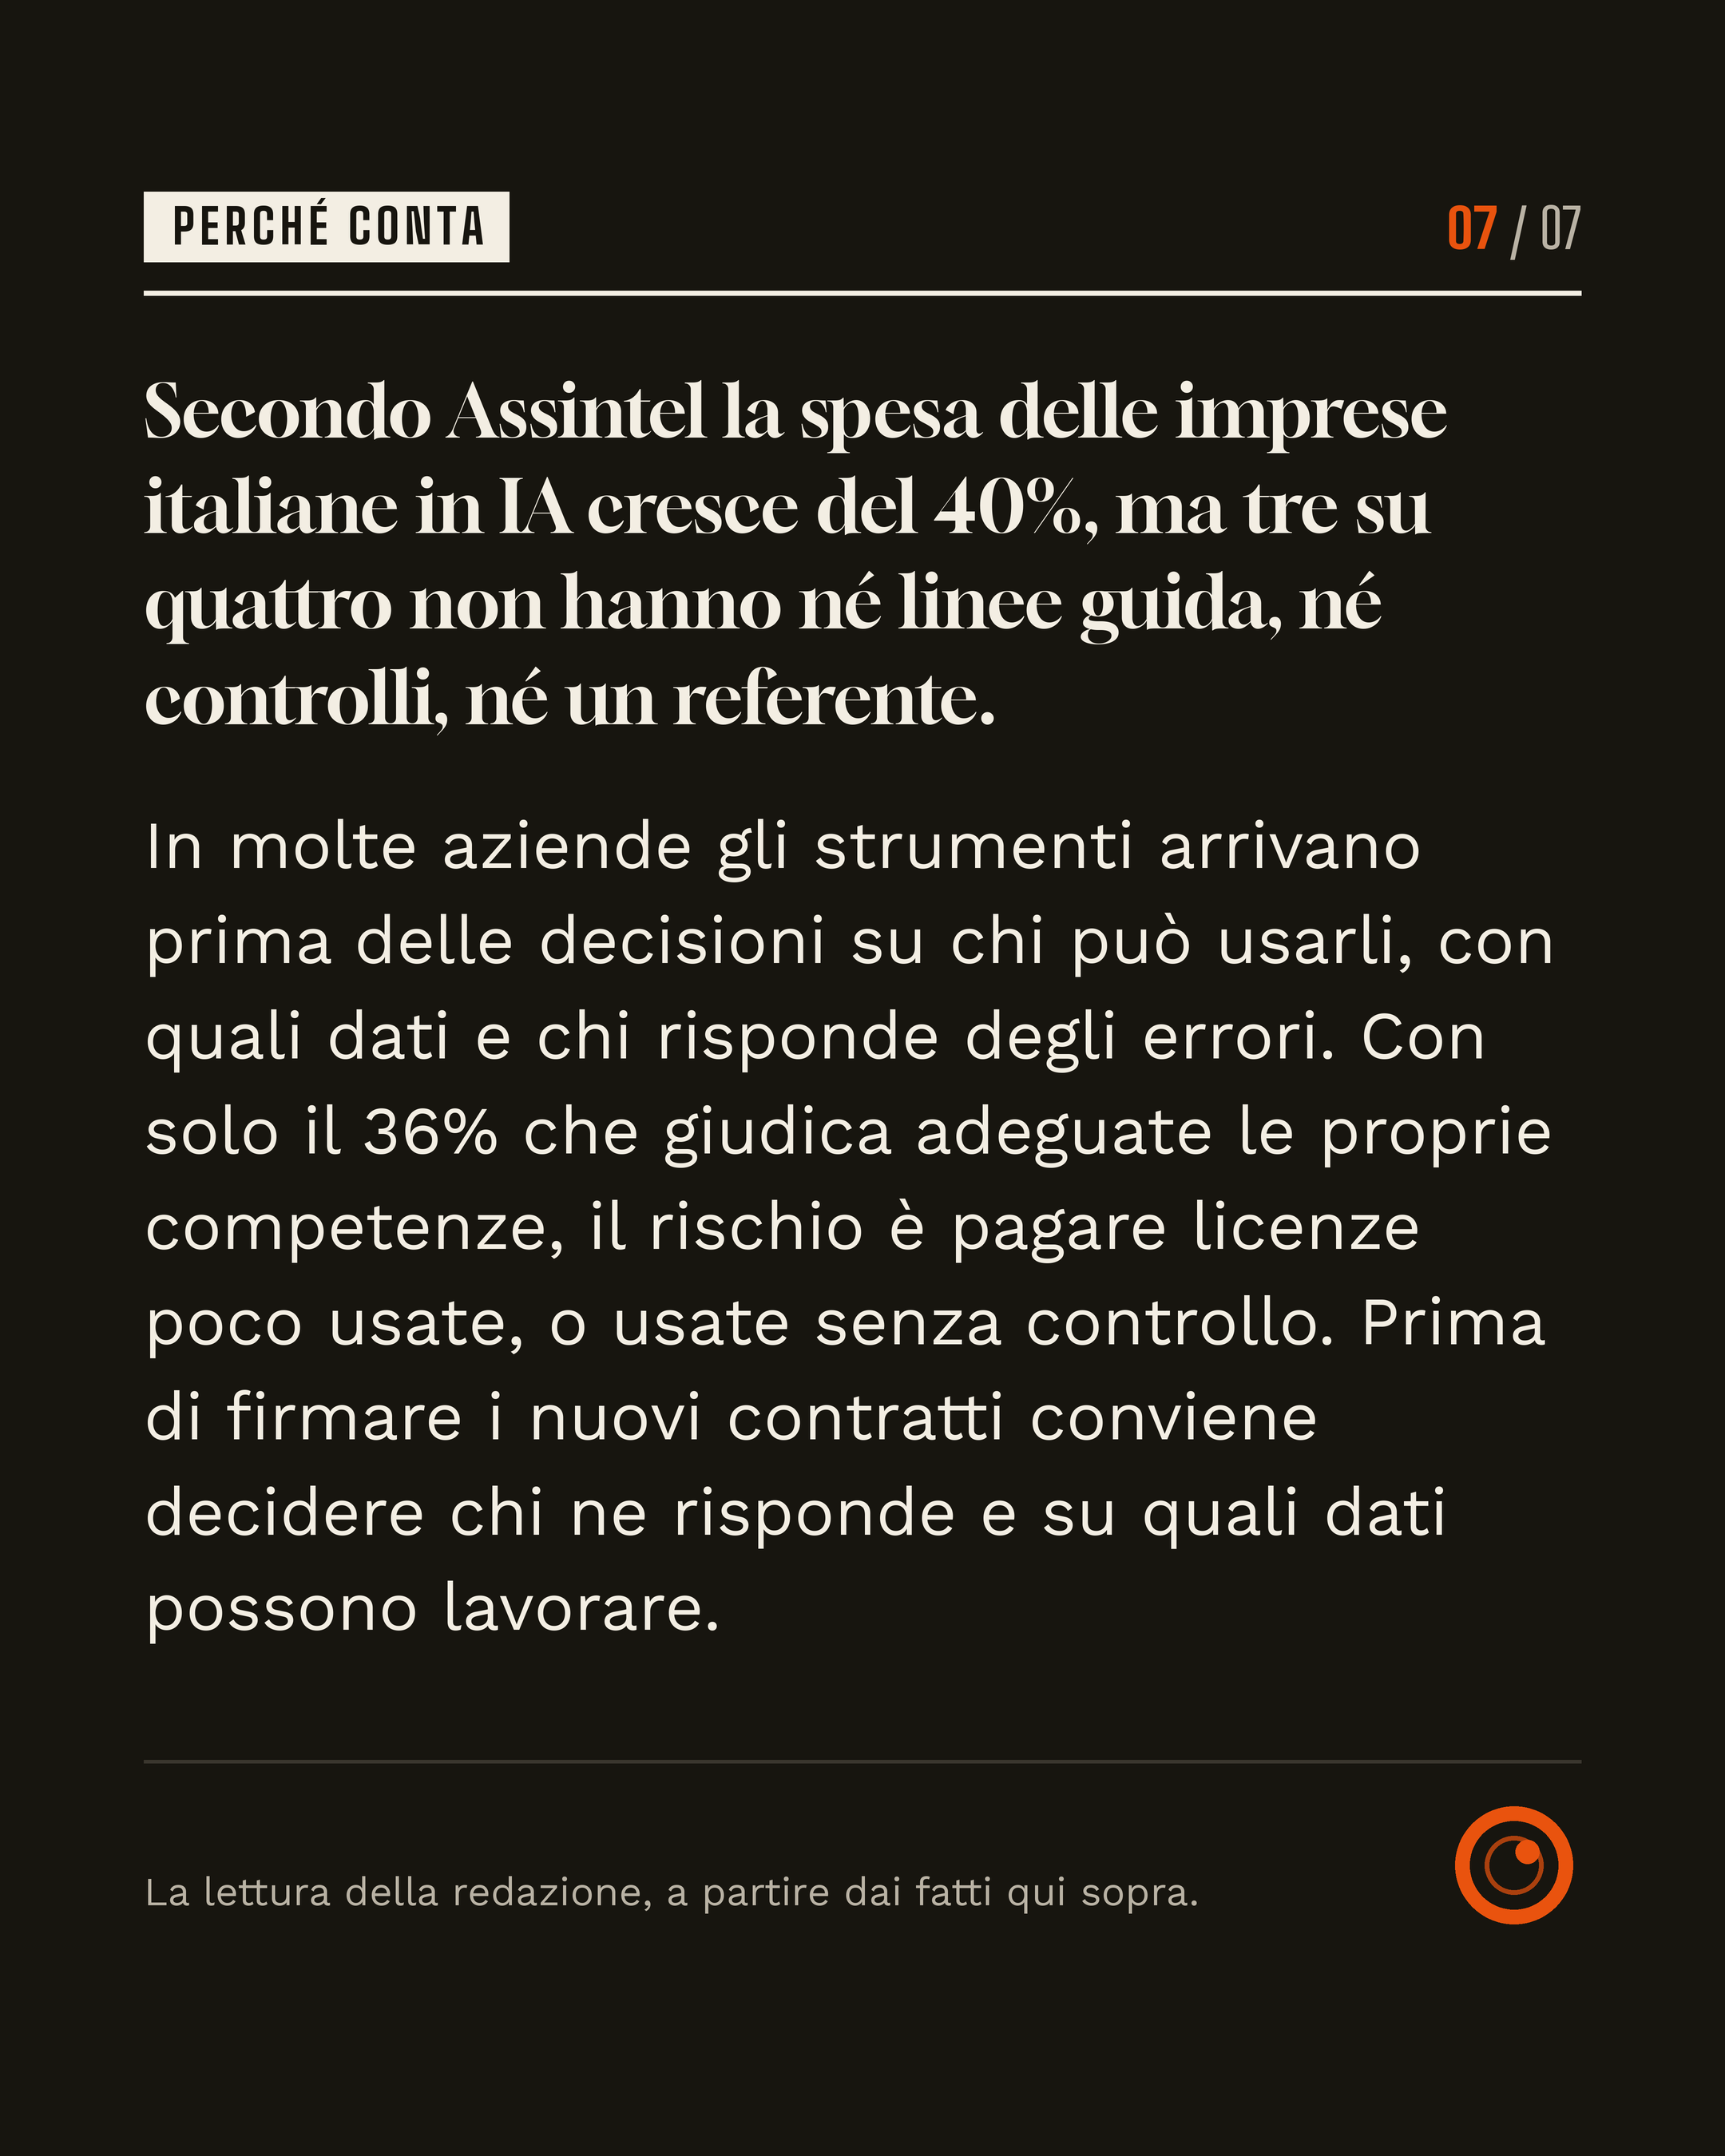 PERCHÉ CONTA
07 / 07
Secondo Assintel la spesa delle imprese
italiane in IA cresce del 40%, ma tre su
quattro non hanno né linee guida, né
controlli, né un referente.
In molte aziende gli strumenti arrivano
prima delle decisioni su chi può usarli, con
quali dati e chi risponde degli errori. Con
solo il 36% che giudica adeguate le proprie
competenze, il rischio è pagare licenze
poco usate, o usate senza controllo. Prima
di firmare i nuovi contratti conviene
decidere chi ne risponde e su quali dati
possono lavorare.
La lettura della redazione, a partire dai fatti qui sopra.